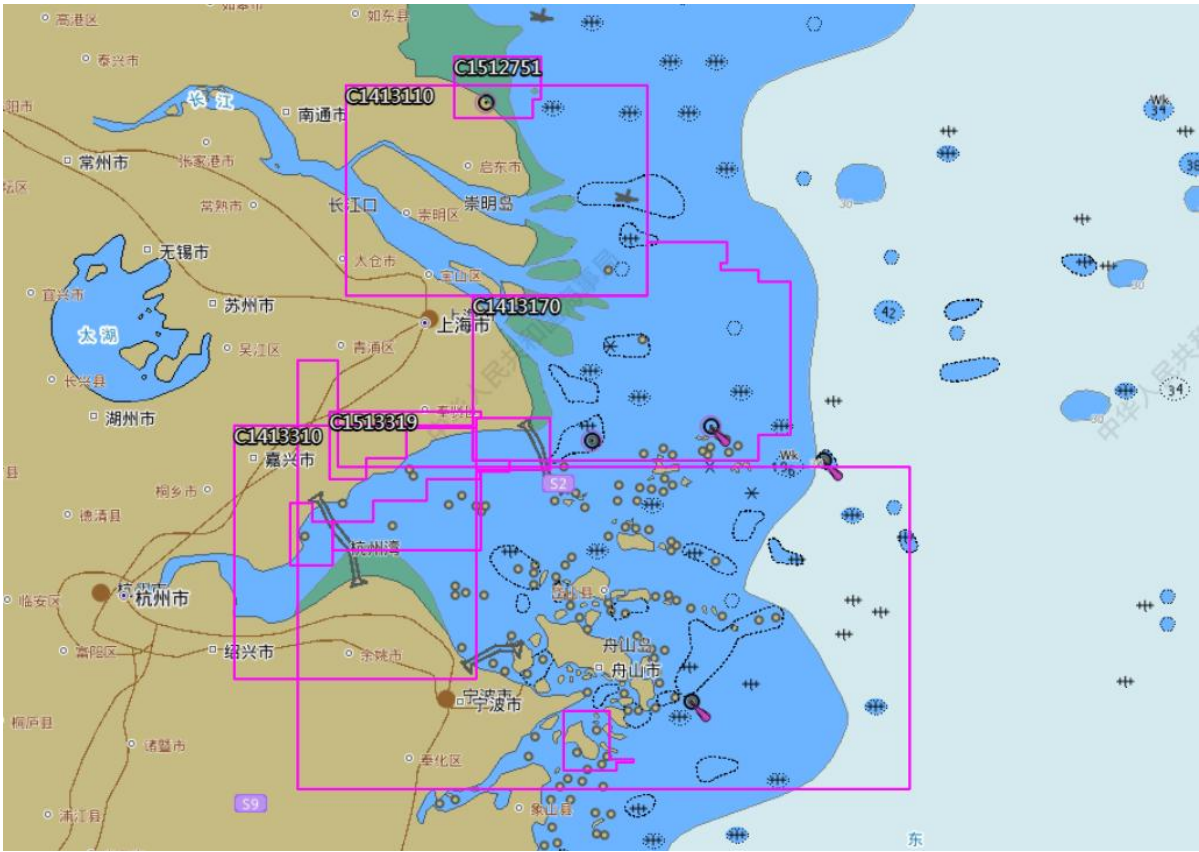 高港区
如东县
泰兴市
C1512751
C1413110
长江
南通市
Wk
34
38
常州市
张家港市
启东市
常熟市
长江口
崇明区
崇明岛
30
无锡市
太仓市
宝山区
30
宜兴市
苏州市
C1413170
42
上海市
太湖
吴江区
青浦区
长兴县
34
湖州市
C1513319
30
C1413310
嘉兴市
Wk
S2
桐乡市
德清县
杭州湾
临安区
杭州市
富阳区
绍兴市
余姚市
舟山岛
舟山市
宁波市
宁波市
桐庐县
诸暨市
奉化区
S9
浦江县
象山县
东